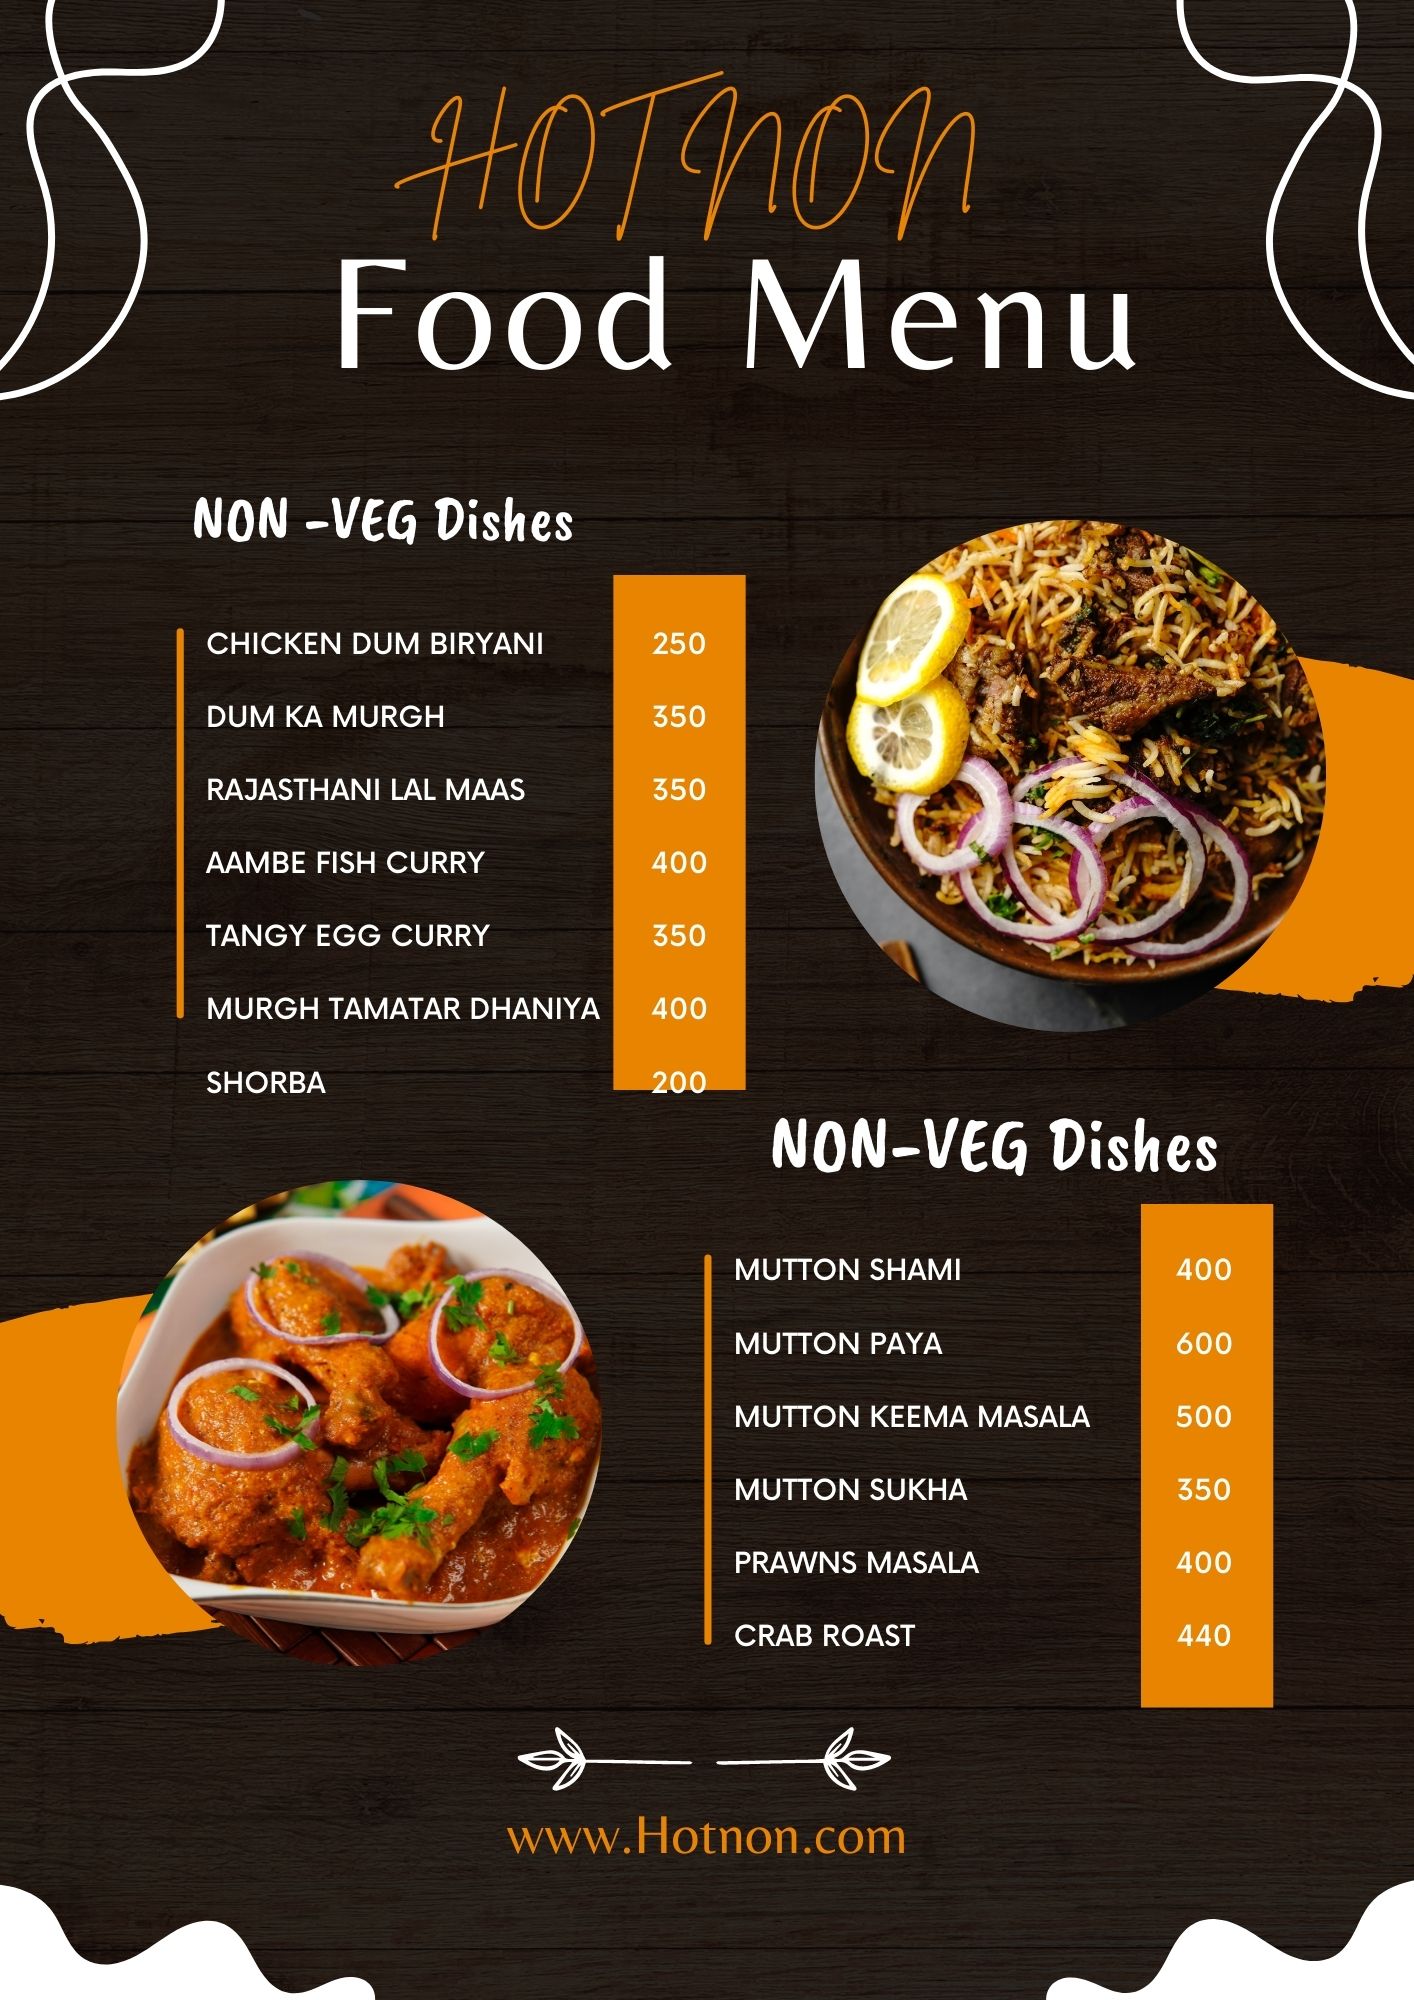 HOTNON
Food Menu
NON -VEG Dishes
CHICKEN DUM BIRYANI 250
DUM KA MURGH 350
RAJASTHANI LAL MAAS 350
AAMBE FISH CURRY 400
TANGY EGG CURRY 350
MURGH TAMATAR DHANIYA 400
SHORBA 200
NON-VEG Dishes
MUTTON SHAMI 400
MUTTON PAYA 600
MUTTON KEEMA MASALA 500
MUTTON SUKHA 350
PRAWNS MASALA 400
CRAB ROAST 440
www.Hotnon.com